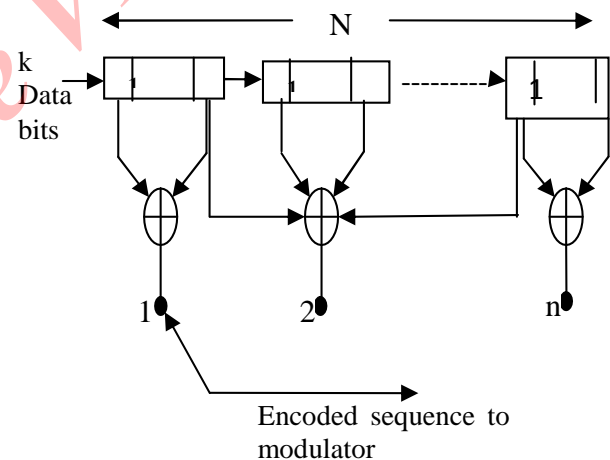 N
k
Data
bits
1
1
1
1
2
n
Encoded sequence to
modulator